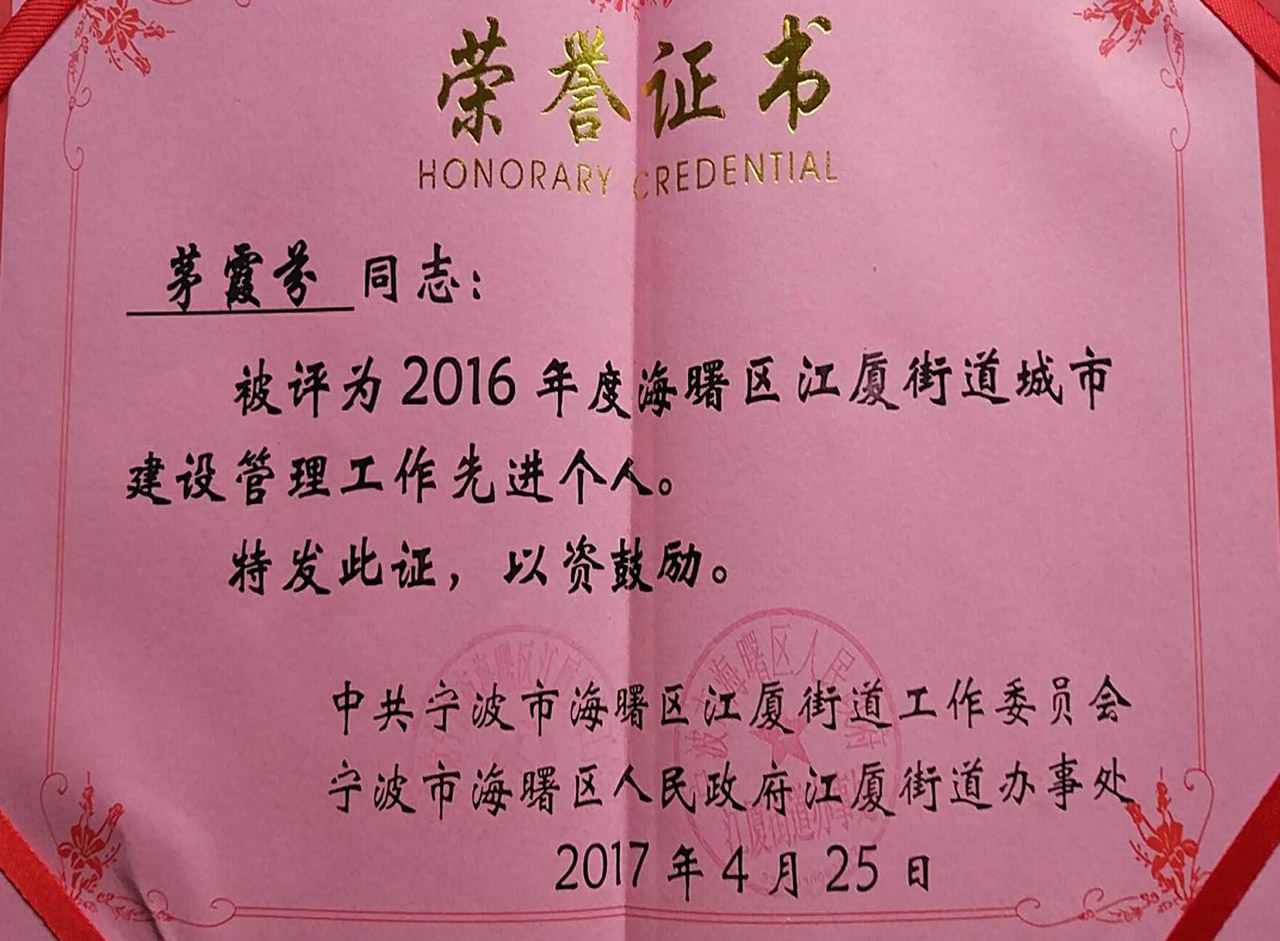 荣誉证书
HONORARY CREDENTIAL
茅霞芬 同志：
被评为2016年度海曙区江厦街道城市
建设管理工作先进个人。
特发此证，以资鼓励。
中共宁波市海曙区江厦街道工作委员会
宁波市海曙区人民政府江厦街道办事处
2017年4月25日